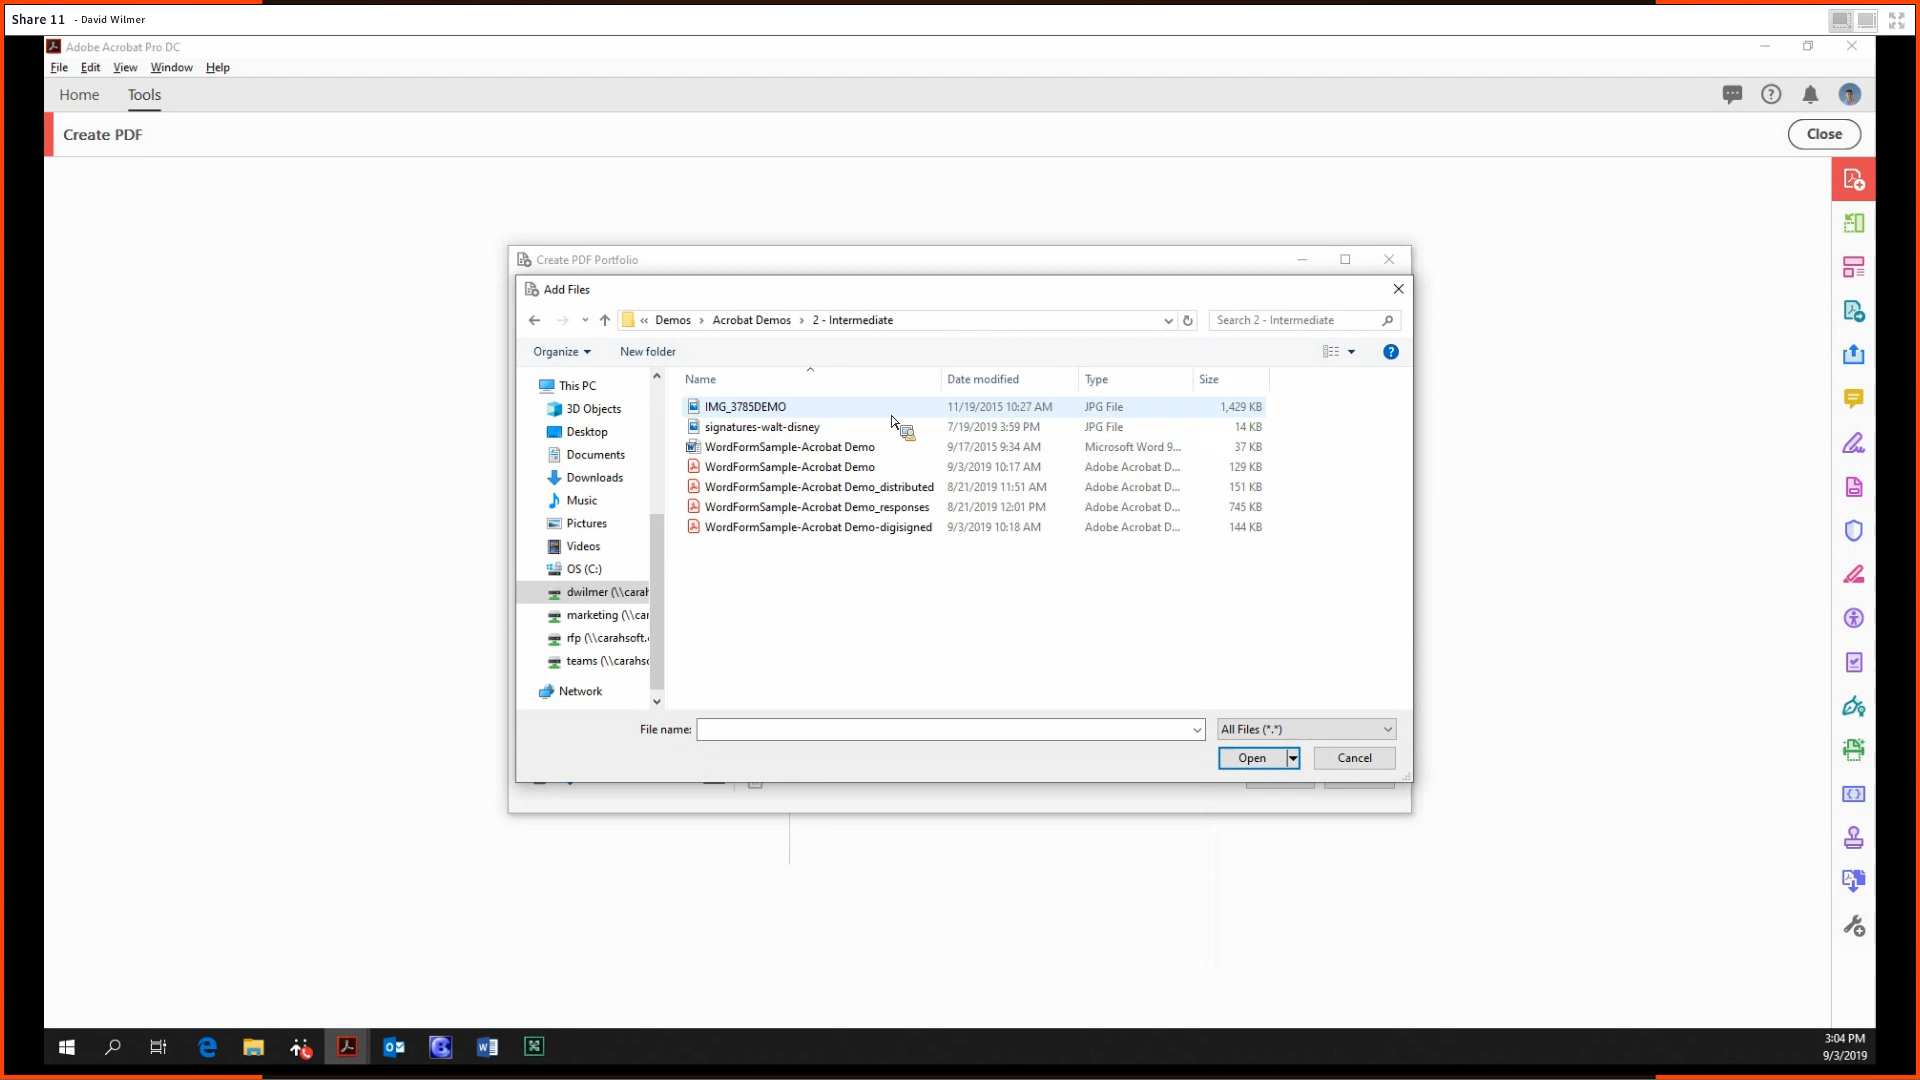 Share 11 - David Wilmer
Adobe Acrobat Pro DC
File Edit View Window Help
Home Tools
Create PDF
Close
Create PDF Portfolio
Add Files
« Demos › Acrobat Demos › 2 - Intermediate
Search 2 - Intermediate
Organize New folder
Name Date modified Type Size
This PC
3D Objects
Desktop
Documents
Downloads
Music
Pictures
Videos
OS (C:)
dwilmer (\\carah
marketing (\\car
rfp (\\carahsoft.
teams (\\carahso
Network
IMG_3785DEMO 11/19/2015 10:27 AM JPG File 1,429 KB
signatures-walt-disney 7/19/2019 3:59 PM JPG File 14 KB
WordFormSample-Acrobat Demo 9/17/2015 9:34 AM Microsoft Word 9... 37 KB
WordFormSample-Acrobat Demo 9/3/2019 10:17 AM Adobe Acrobat D... 129 KB
WordFormSample-Acrobat Demo_distributed 8/21/2019 11:51 AM Adobe Acrobat D... 151 KB
WordFormSample-Acrobat Demo_responses 8/21/2019 12:01 PM Adobe Acrobat D... 745 KB
WordFormSample-Acrobat Demo-digisigned 9/3/2019 10:18 AM Adobe Acrobat D... 144 KB
File name: All Files (*.*)
Open Cancel
3:04 PM
9/3/2019